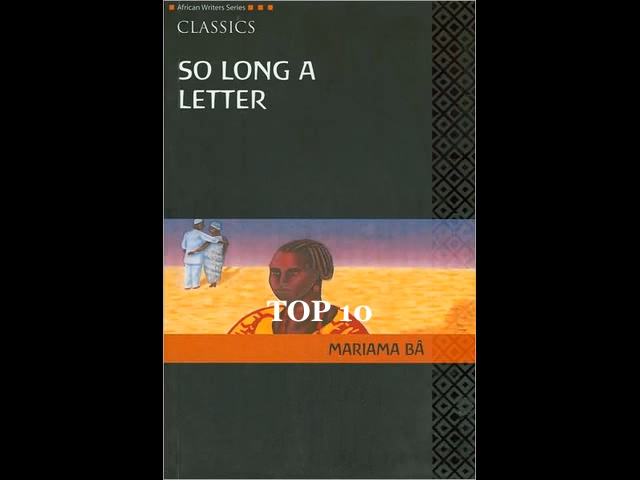 African Writers Series
CLASSICS
SO LONG A
LETTER
TOP 10
MARIAMA BÂ